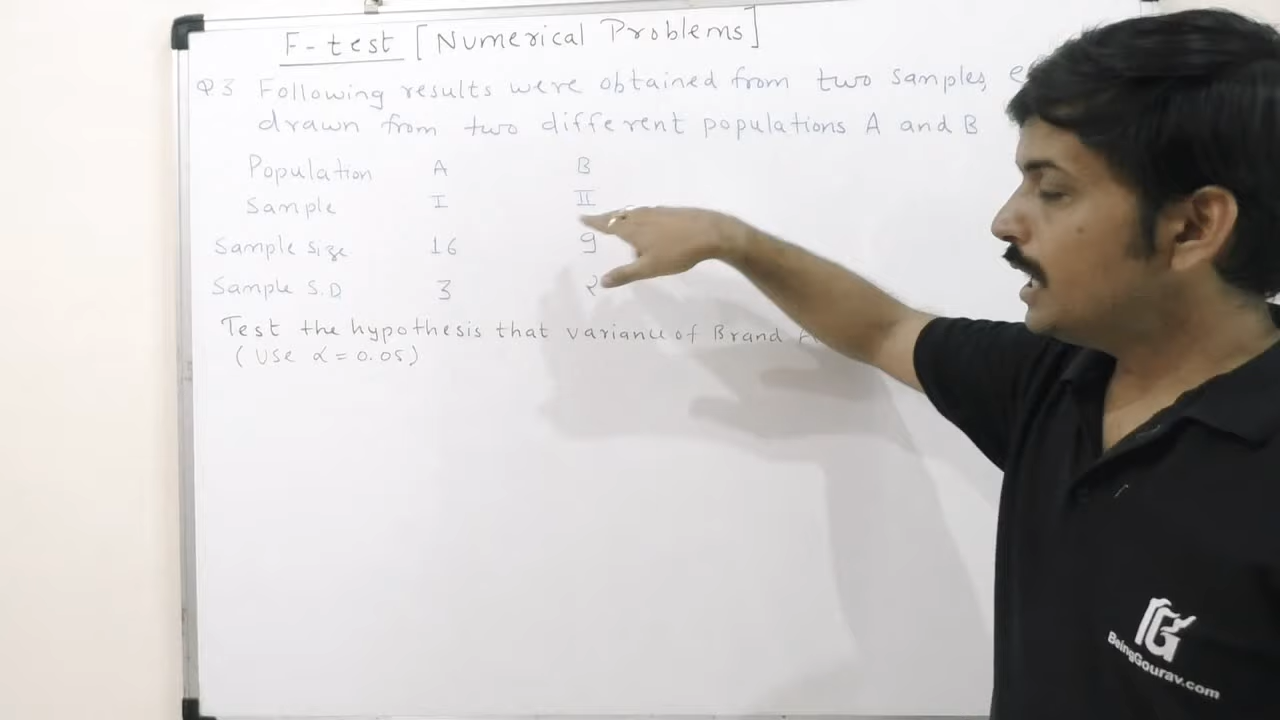 F-test [Numerical Problems]
Q3 Following results were obtained from two samples,
drawn from two different populations A and B
Population A B
Sample I II
Sample size 16 9
Sample S.D 3 2
Test the hypothesis that variance of Brand A
(Use α = 0.05)
BeingGourav.com